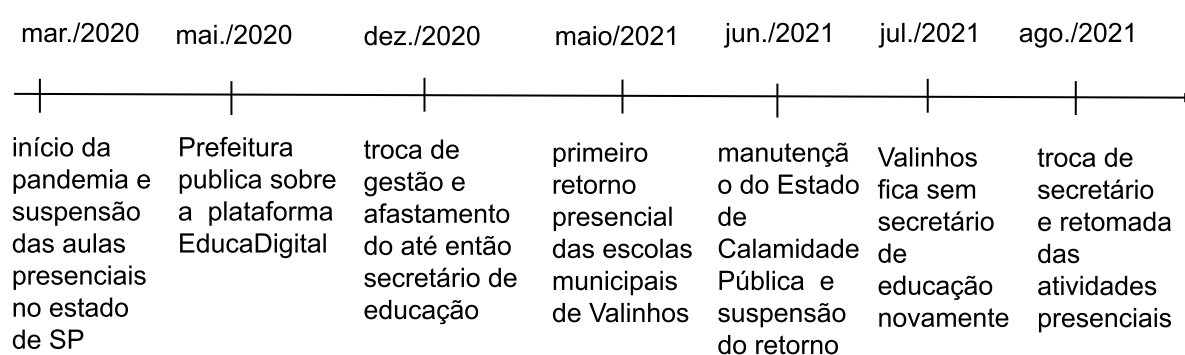 mar./2020
mai./2020
dez./2020
maio/2021
jun./2021
jul./2021
ago./2021
início da
pandemia e
suspensão
das aulas
presenciais
no estado
de SP
Prefeitura
publica sobre
a plataforma
EducaDigital
troca de
gestão e
afastamento
do até então
secretário de
educação
primeiro
retorno
presencial
das escolas
municipais
de Valinhos
manutençã
o do Estado
de
Calamidade
Pública e
suspensão
do retorno
Valinhos
fica sem
secretário
de
educação
novamente
troca de
secretário
e retomada
das
atividades
presenciais